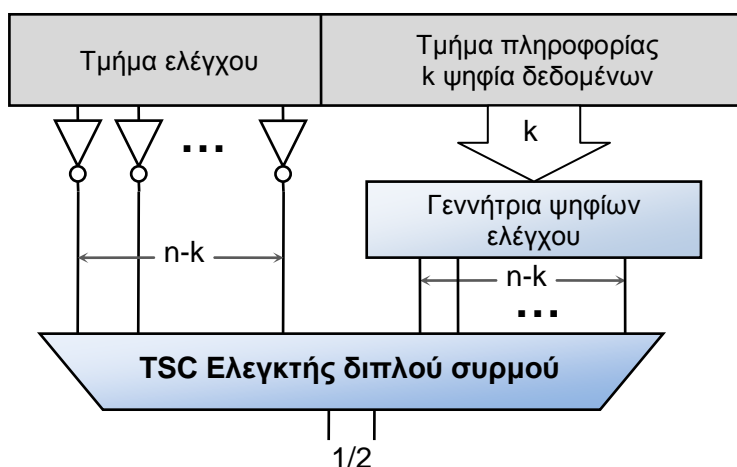 Τμήμα ελέγχου
Τμήμα πληροφορίας
k ψηφία δεδομένων
...
k
Γεννήτρια ψηφίων
ελέγχου
n-k
n-k
...
TSC Ελεγκτής διπλού συρμού
1/2